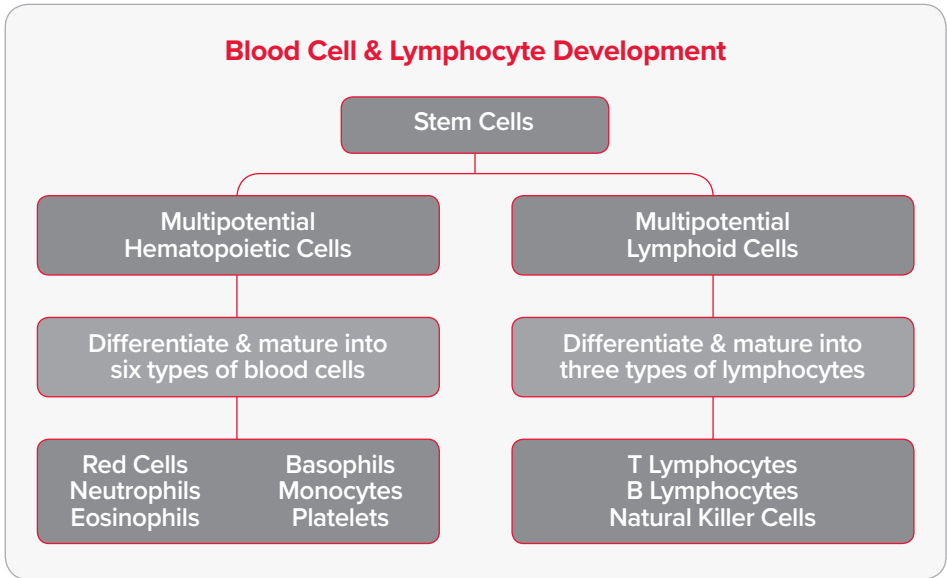 Blood Cell & Lymphocyte Development
Stem Cells
Multipotential
Hematopoietic Cells
Multipotential
Lymphoid Cells
Differentiate & mature into
six types of blood cells
Differentiate & mature into
three types of lymphocytes
Red Cells
Neutrophils
Eosinophils
Basophils
Monocytes
Platelets
T Lymphocytes
B Lymphocytes
Natural Killer Cells